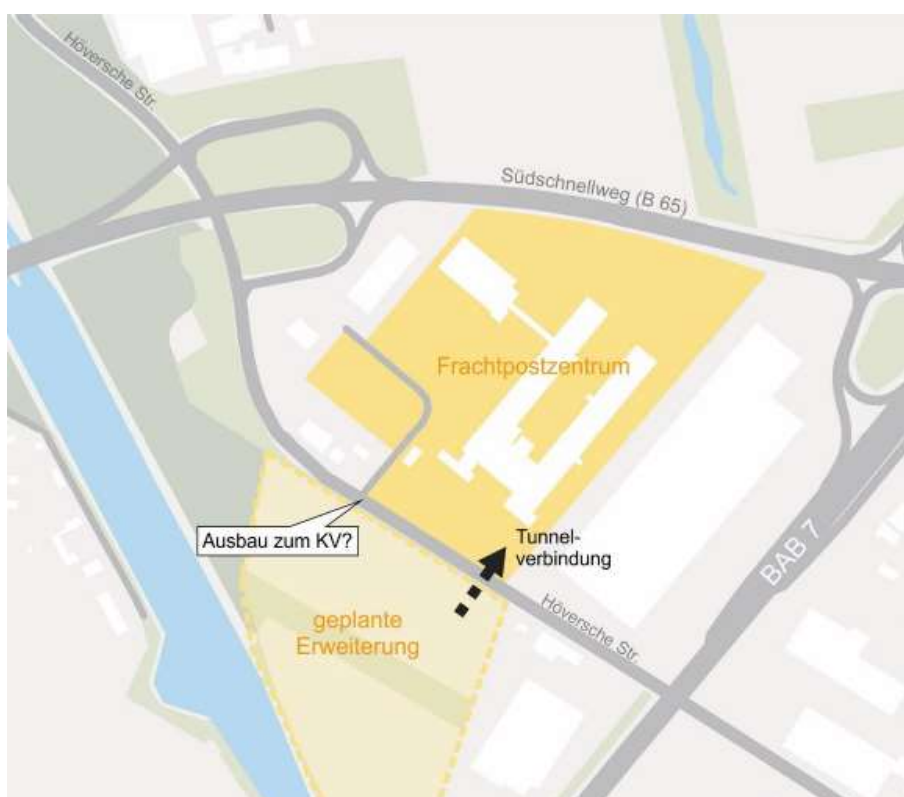 Höversche Str.
Südschnellweg (B 65)
Frachtpostzentrum
Ausbau zum KV?
Tunnel-
verbindung
BAB 7
geplante
Erweiterung
Höversche Str.